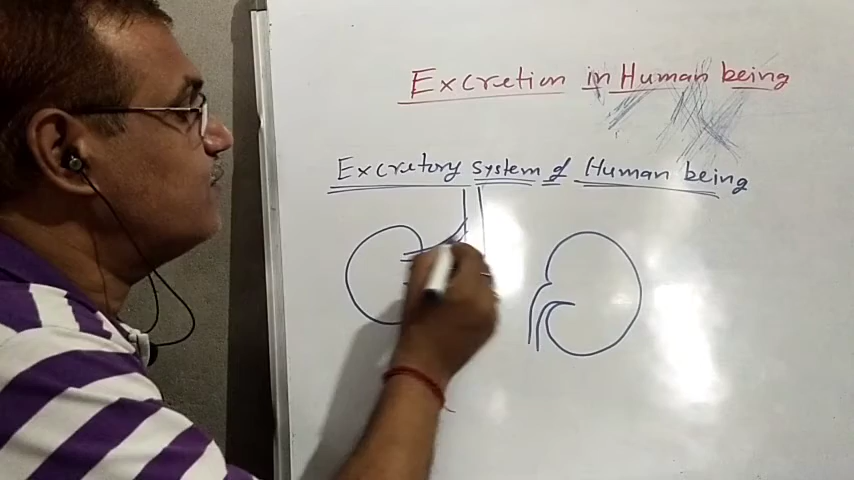 Excretion in Human being
Excretory system of Human being